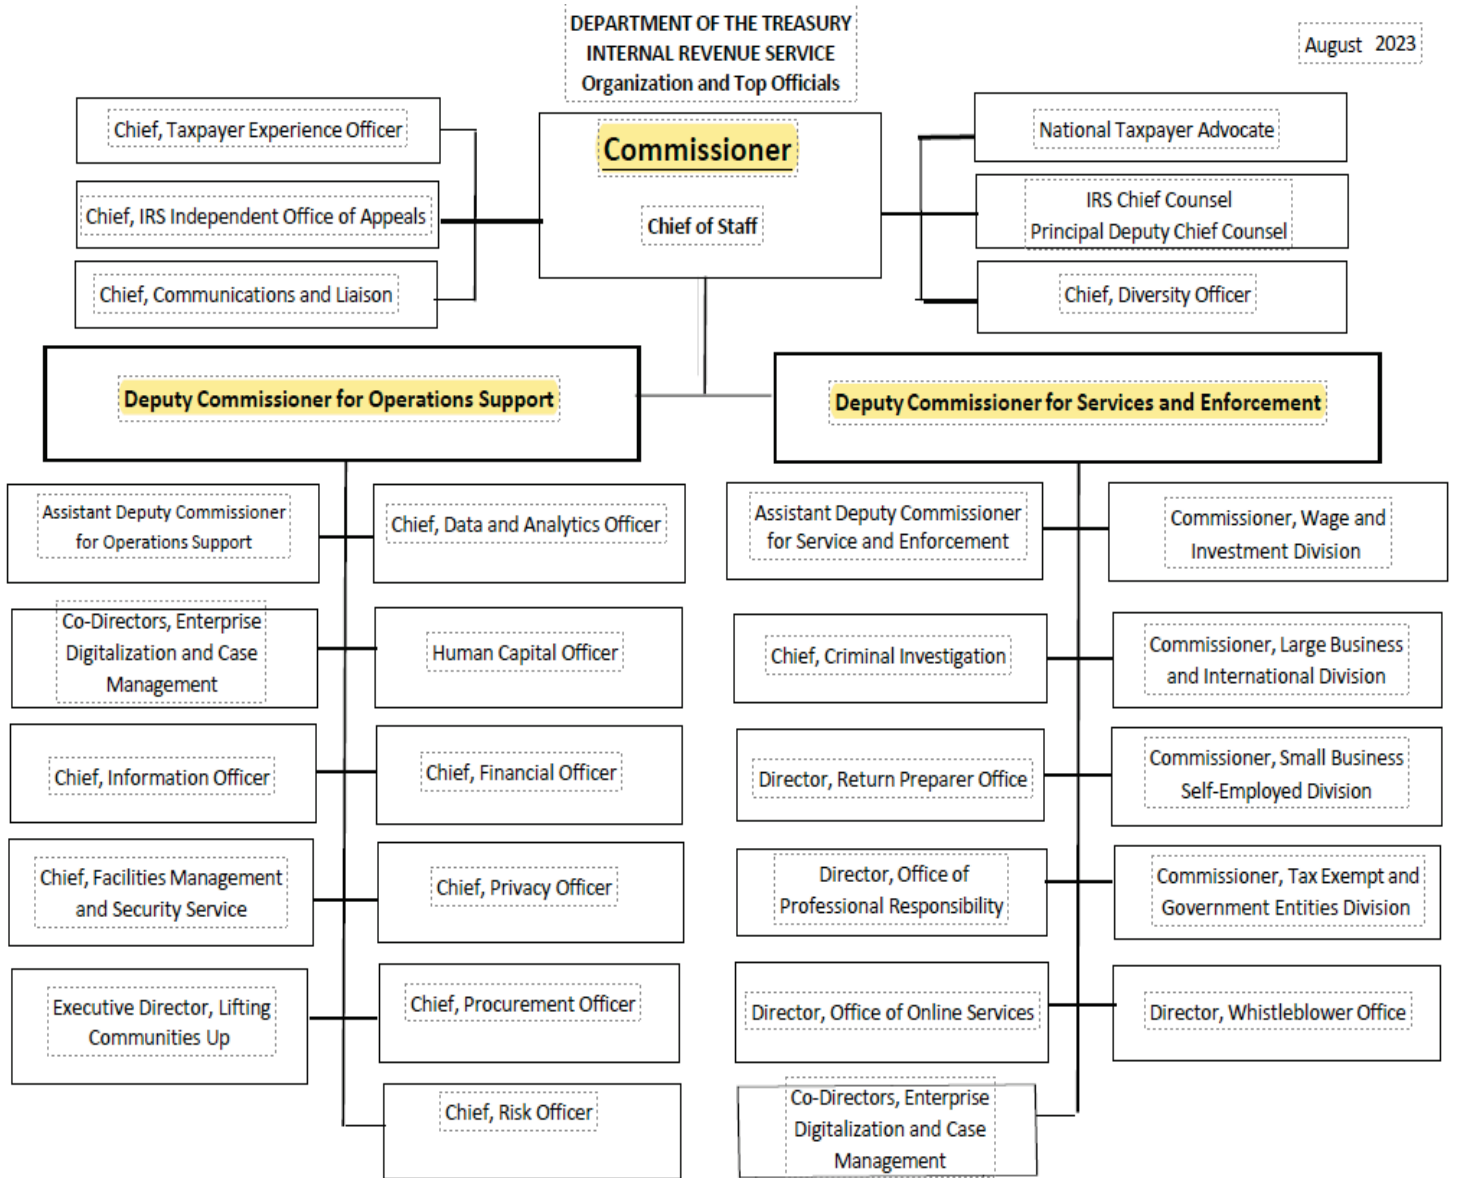 DEPARTMENT OF THE TREASURY
INTERNAL REVENUE SERVICE
Organization and Top Officials
August 2023
Chief, Taxpayer Experience Officer
Chief, IRS Independent Office of Appeals
Chief, Communications and Liaison
Commissioner
Chief of Staff
National Taxpayer Advocate
IRS Chief Counsel
Principal Deputy Chief Counsel
Chief, Diversity Officer
Deputy Commissioner for Operations Support
Deputy Commissioner for Services and Enforcement
Assistant Deputy Commissioner
for Operations Support
Chief, Data and Analytics Officer
Co-Directors, Enterprise
Digitalization and Case
Management
Human Capital Officer
Chief, Information Officer
Chief, Financial Officer
Chief, Facilities Management
and Security Service
Chief, Privacy Officer
Executive Director, Lifting
Communities Up
Chief, Procurement Officer
Chief, Risk Officer
Assistant Deputy Commissioner
for Service and Enforcement
Commissioner, Wage and
Investment Division
Chief, Criminal Investigation
Commissioner, Large Business
and International Division
Director, Return Preparer Office
Commissioner, Small Business
Self-Employed Division
Director, Office of
Professional Responsibility
Commissioner, Tax Exempt and
Government Entities Division
Director, Office of Online Services
Director, Whistleblower Office
Co-Directors, Enterprise
Digitalization and Case
Management